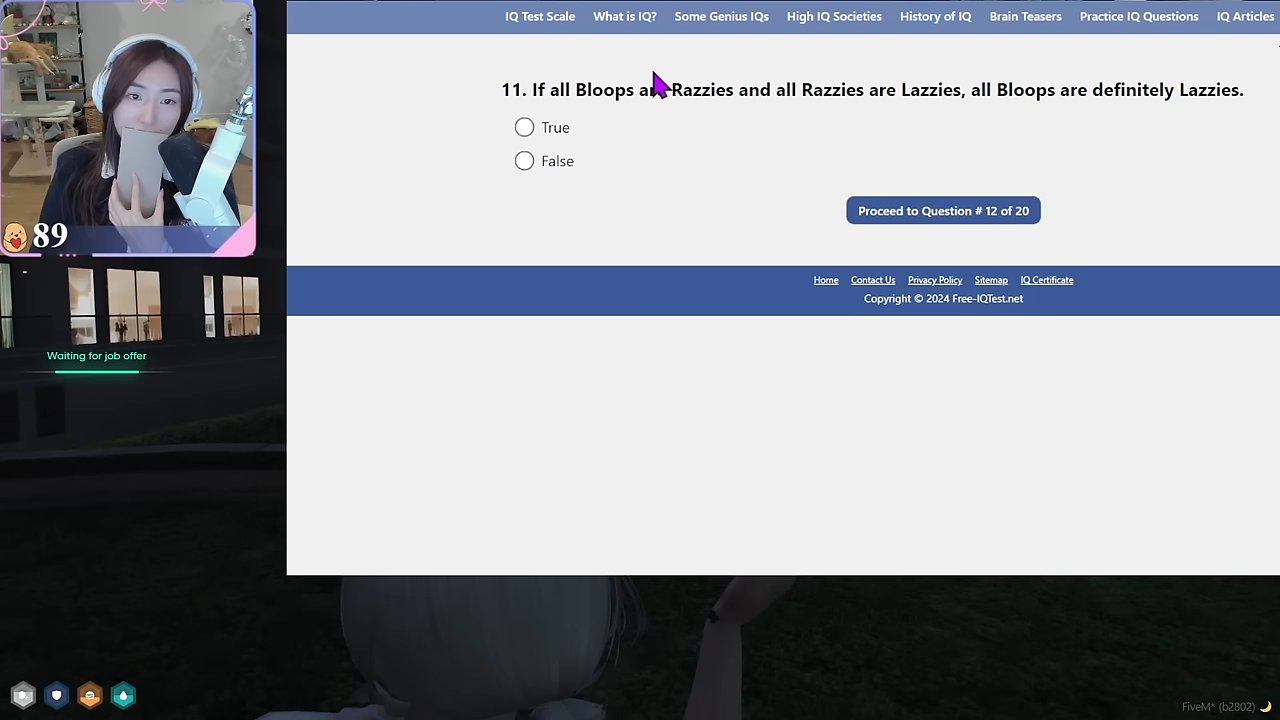 IQ Test Scale What is IQ? Some Genius IQs High IQ Societies History of IQ Brain Teasers Practice IQ Questions IQ Articles
11. If all Bloops are Razzies and all Razzies are Lazzies, all Bloops are definitely Lazzies.
True
False
Proceed to Question # 12 of 20
Home Contact Us Privacy Policy Sitemap IQ Certificate
Copyright © 2024 Free-IQTest.net
89
Waiting for job offer
FiveM* (b2802)